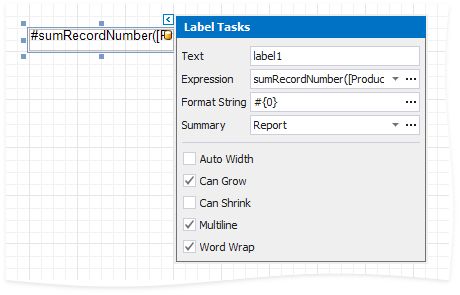 #sumRecordNumber([P
Label Tasks
Text label1
Expression sumRecordNumber([Produc
Format String #{0}
Summary Report
Auto Width
Can Grow
Can Shrink
Multiline
Word Wrap